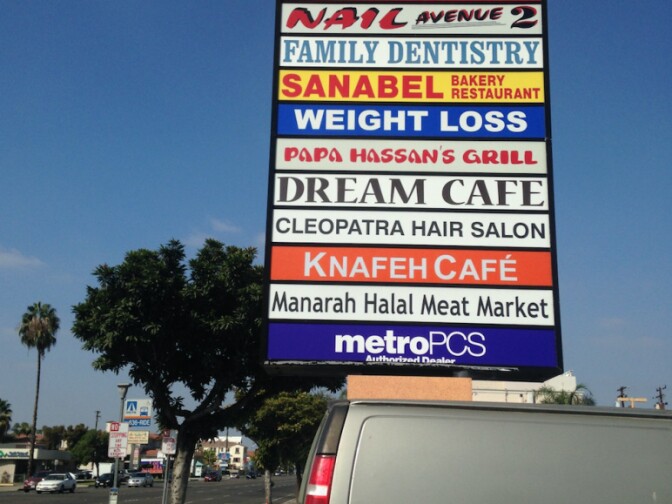 NAIL AVENUE 2
FAMILY DENTISTRY
SANABEL BAKERY RESTAURANT
WEIGHT LOSS
PAPA HASSAN'S GRILL
DREAM CAFE
CLEOPATRA HAIR SALON
KNAFEH CAFÉ
Manarah Halal Meat Market
metroPCS
Authorized Dealer